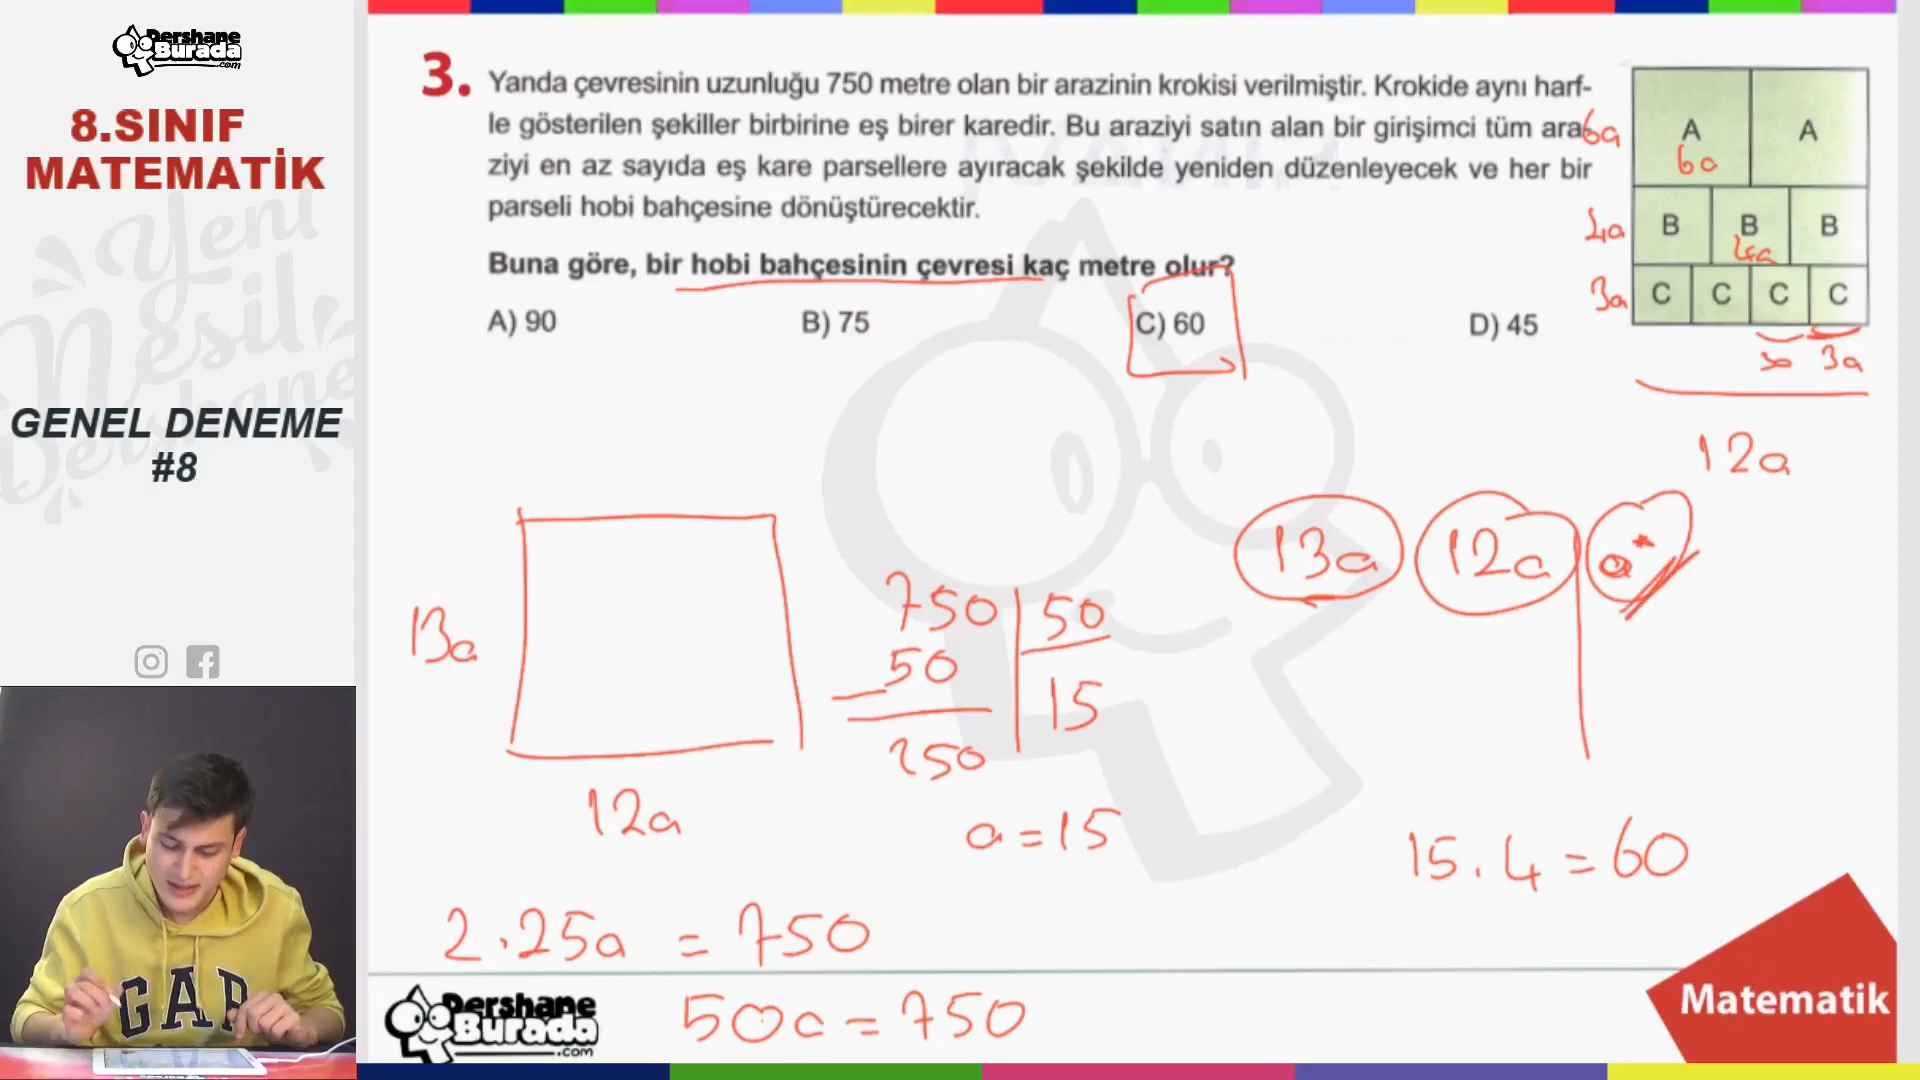 Dershane
Burada
.com
8.SINIF
MATEMATİK
Yeni
Nesil
Dershane
GENEL DENEME
#8
GAP
3. Yanda çevresinin uzunluğu 750 metre olan bir arazinin krokisi verilmiştir. Krokide aynı harf-
le gösterilen şekiller birbirine eş birer karedir. Bu araziyi satın alan bir girişimci tüm ara-
ziyi en az sayıda eş kare parsellere ayıracak şekilde yeniden düzenleyecek ve her bir
parseli hobi bahçesine dönüştürecektir.
Buna göre, bir hobi bahçesinin çevresi kaç metre olur?
A) 90 B) 75 C) 60 D) 45
A A
6a 6a
B B B
4a 4a
C C C C
3a
3a
12a
13a 12a a
13a
12a
750 50
50 15
250
a = 15
15 . 4 = 60
2.25a = 750
50a = 750
Dershane
Burada
.com
Matematik